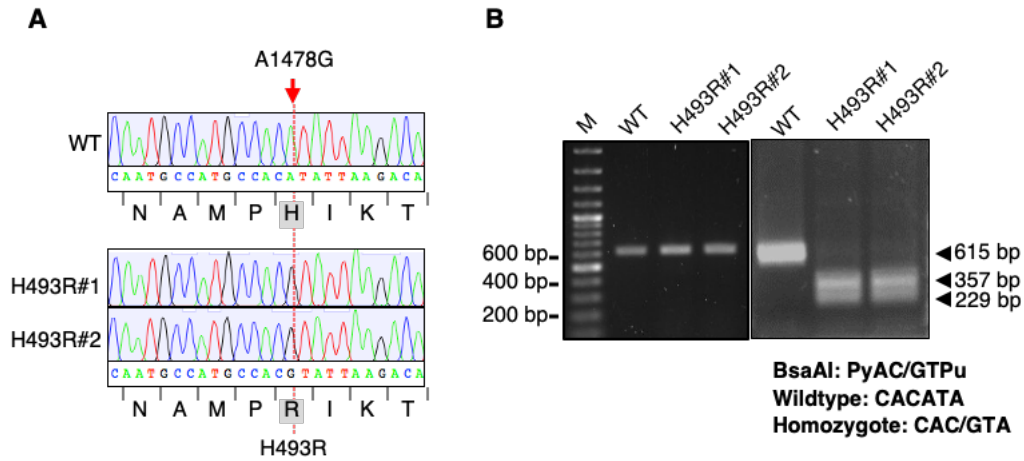 A
A1478G
WT
CAATGCCATGCCACATATTAAGACA
N A M P H I K T
H493R#1
H493R#2
CAATGCCATGCCACGTATTAAGACA
N A M P R I K T
H493R
B
M WT H493R#1 H493R#2 WT H493R#1 H493R#2
600 bp
400 bp
200 bp
615 bp
357 bp
229 bp
BsaAI: PyAC/GTPu
Wildtype: CACATA
Homozygote: CAC/GTA